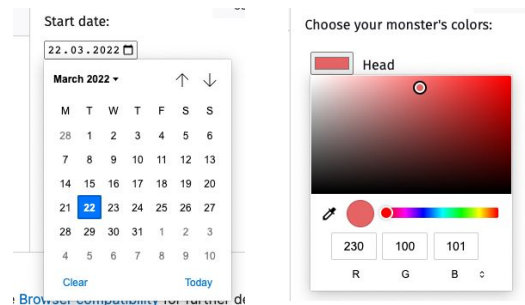 Start date:
22.03.2022
March 2022
M T W T F S S
28 1 2 3 4 5 6
7 8 9 10 11 12 13
14 15 16 17 18 19 20
21 22 23 24 25 26 27
28 29 30 31 1 2 3
4 5 6 7 8 9 10
Clear Today
Browser compatibility for further de
Choose your monster's colors:
Head
230 100 101
R G B